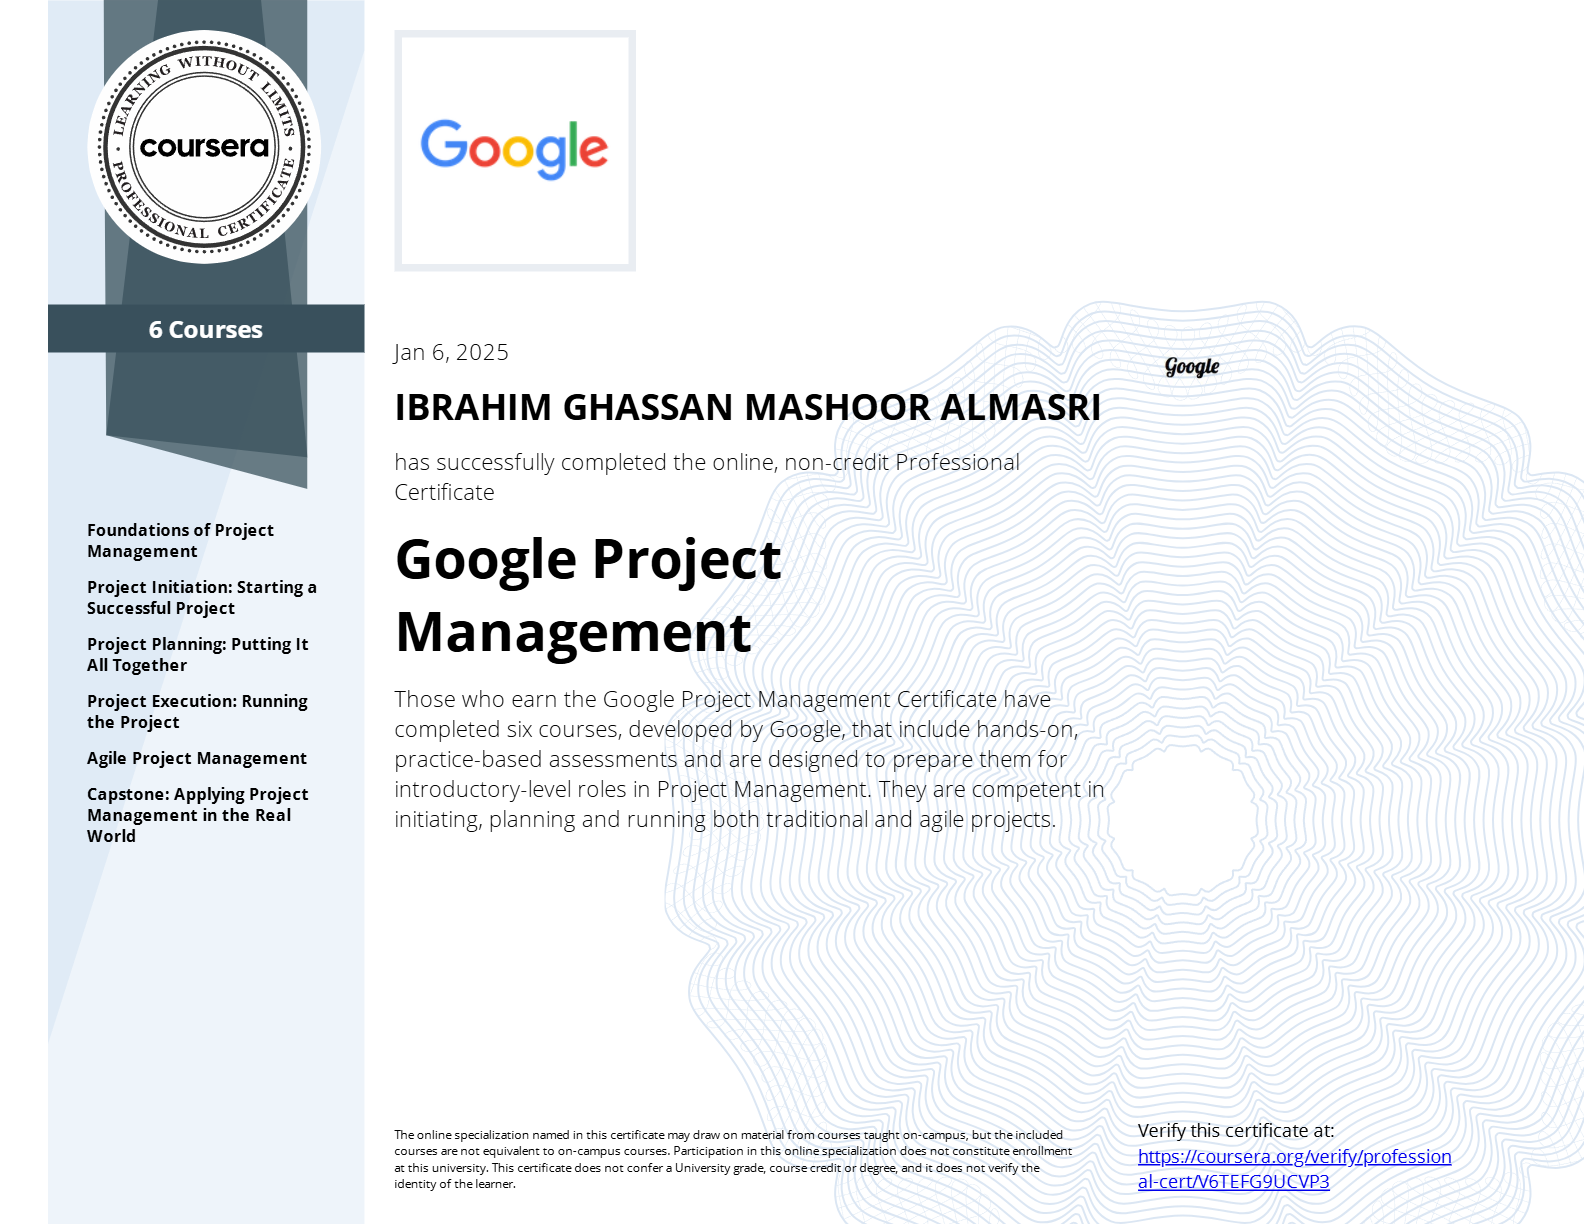 LEARNING WITHOUT LIMITS
coursera
PROFESSIONAL CERTIFICATE
6 Courses
Foundations of Project
Management
Project Initiation: Starting a
Successful Project
Project Planning: Putting It
All Together
Project Execution: Running
the Project
Agile Project Management
Capstone: Applying Project
Management in the Real
World
Google
Jan 6, 2025
Google
IBRAHIM GHASSAN MASHOOR ALMASRI
has successfully completed the online, non-credit Professional
Certificate
Google Project
Management
Those who earn the Google Project Management Certificate have
completed six courses, developed by Google, that include hands-on,
practice-based assessments and are designed to prepare them for
introductory-level roles in Project Management. They are competent in
initiating, planning and running both traditional and agile projects.
The online specialization named in this certificate may draw on material from courses taught on-campus, but the included
courses are not equivalent to on-campus courses. Participation in this online specialization does not constitute enrollment
at this university. This certificate does not confer a University grade, course credit or degree, and it does not verify the
identity of the learner.
Verify this certificate at:
https://coursera.org/verify/profession
al-cert/V6TEFG9UCVP3